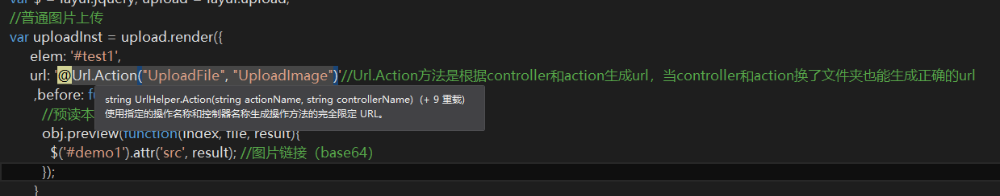 var $ = layui.jquery, upload = layui.upload;
//普通图片上传
var uploadInst = upload.render({
elem: '#test1',
url: '@Url.Action("UploadFile", "UploadImage")'//Url.Action方法是根据controller和action生成url，当controller和action换了文件夹也能生成正确的url
,before: fu
string UrlHelper.Action(string actionName, string controllerName) (+ 9 重载)
使用指定的操作名称和控制器名称生成操作方法的完全限定 URL。
//预读本
obj.preview(function(index, file, result){
$('#demo1').attr('src', result); //图片链接（base64）
});
}